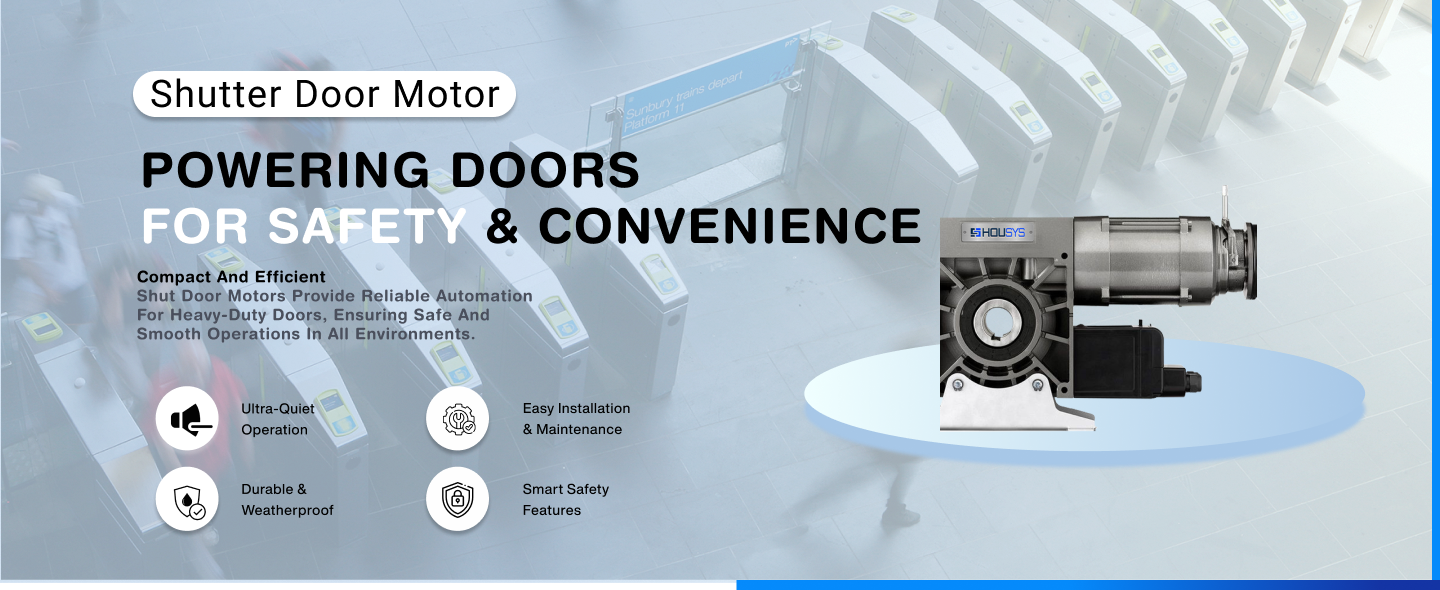 Shutter Door Motor
Sunbury trains depart
Platform 11
POWERING DOORS
FOR SAFETY & CONVENIENCE
HOUSYS
Compact And Efficient
Shut Door Motors Provide Reliable Automation
For Heavy-Duty Doors, Ensuring Safe And
Smooth Operations In All Environments.
Ultra-Quiet
Operation
Easy Installation
& Maintenance
Durable &
Weatherproof
Smart Safety
Features